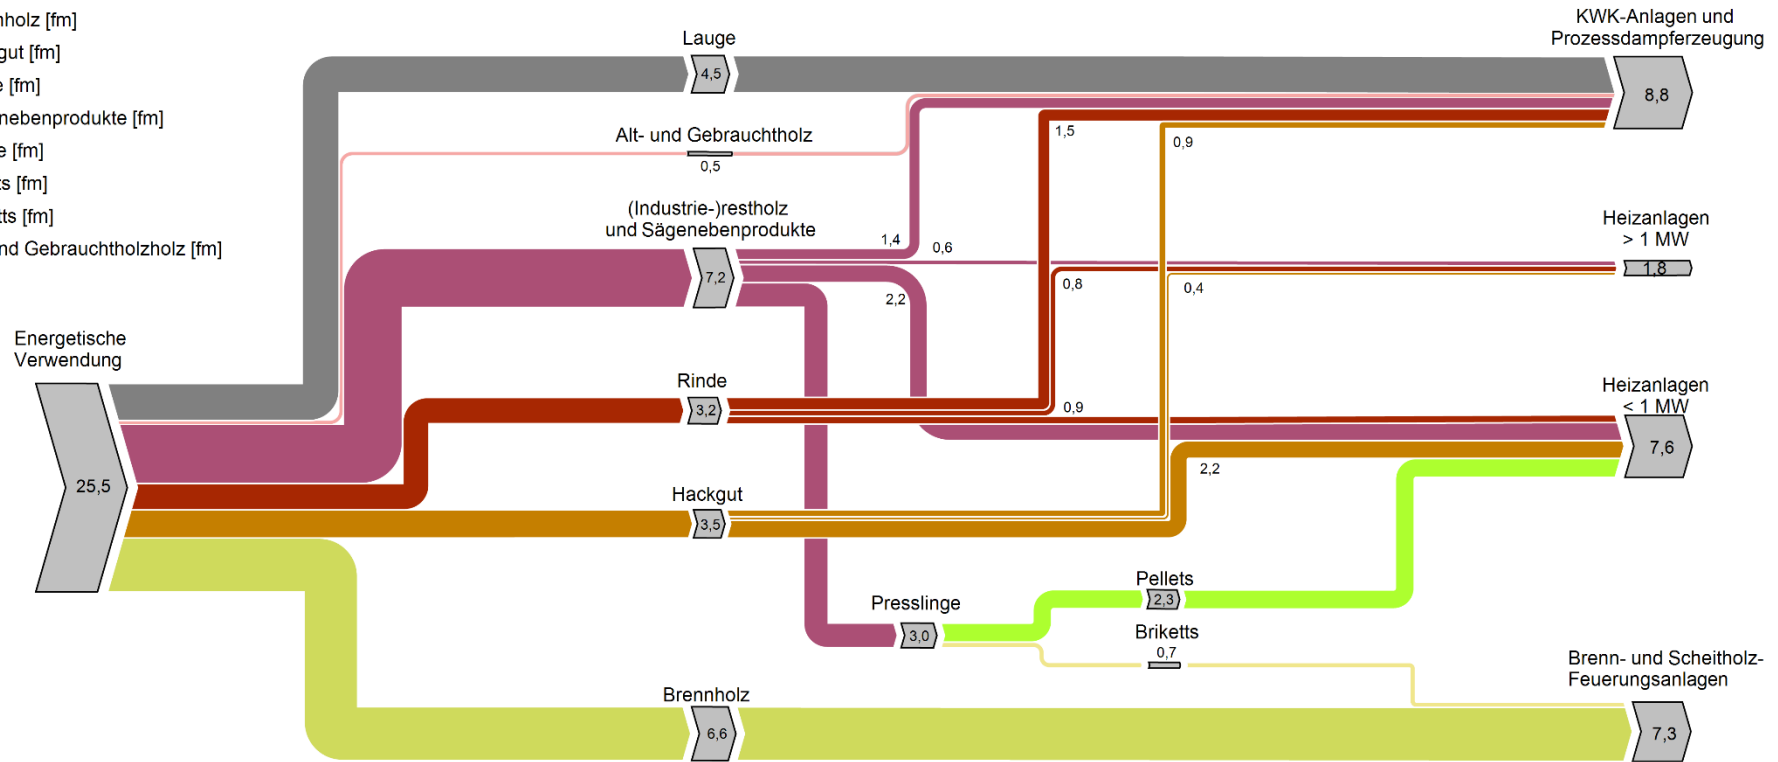 nholz [fm]
gut [fm]
e [fm]
nebenprodukte [fm]
e [fm]
ts [fm]
tts [fm]
nd Gebrauchtholzholz [fm]
Lauge
4,5
KWK-Anlagen und
Prozessdampferzeugung
8,8
Alt- und Gebrauchtholz
0,5
1,5
0,9
(Industrie-)restholz
und Sägenebenprodukte
7,2
1,4
0,6
2,2
0,8
0,4
Heizanlagen
> 1 MW
1,8
Energetische
Verwendung
25,5
Rinde
3,2
0,9
Heizanlagen
< 1 MW
7,6
Hackgut
3,5
2,2
Presslinge
3,0
Pellets
2,3
Briketts
0,7
Brennholz
6,6
Brenn- und Scheitholz-
Feuerungsanlagen
7,3